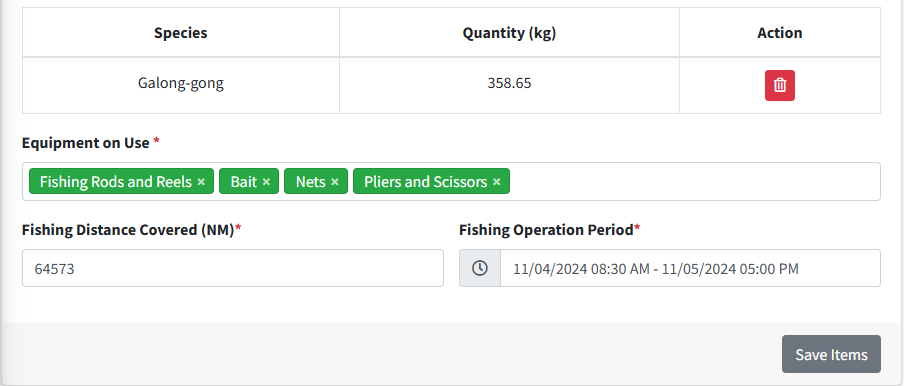 Species Quantity (kg) Action
Galong-gong 358.65
Equipment on Use *
Fishing Rods and Reels × Bait × Nets × Pliers and Scissors ×
Fishing Distance Covered (NM)* Fishing Operation Period*
64573 11/04/2024 08:30 AM - 11/05/2024 05:00 PM
Save Items